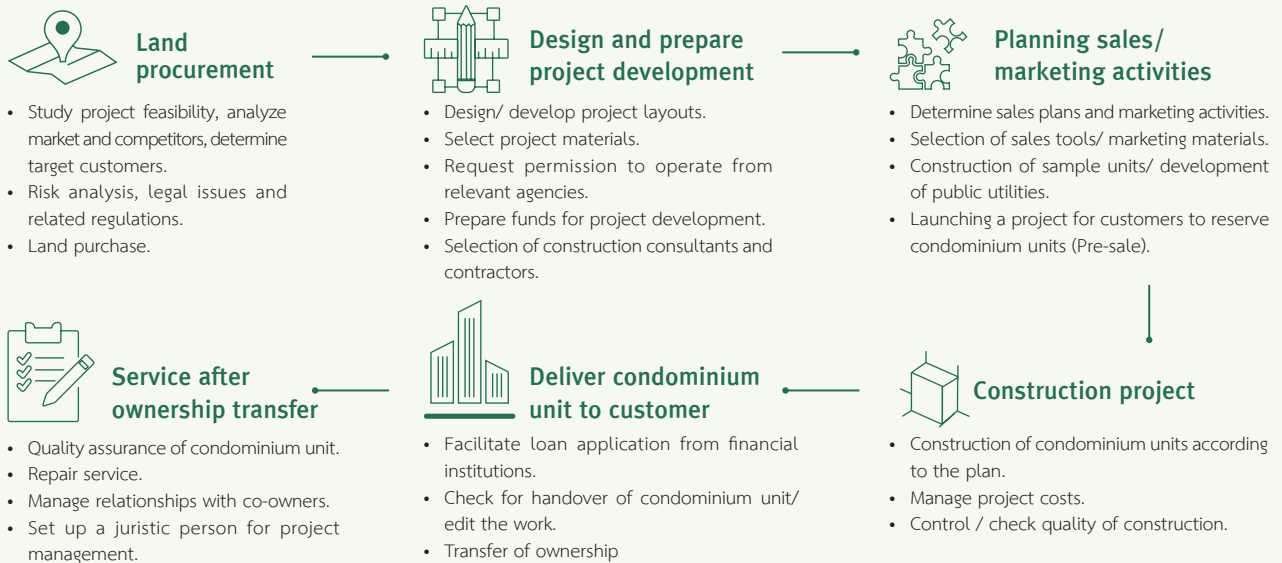 Land
procurement
• Study project feasibility, analyze
market and competitors, determine
target customers.
• Risk analysis, legal issues and
related regulations.
• Land purchase.
Design and prepare
project development
• Design/ develop project layouts.
• Select project materials.
• Request permission to operate from
relevant agencies.
• Prepare funds for project development.
• Selection of construction consultants and
contractors.
Planning sales/
marketing activities
• Determine sales plans and marketing activities.
• Selection of sales tools/ marketing materials.
• Construction of sample units/ development
of public utilities.
• Launching a project for customers to reserve
condominium units (Pre-sale).
Construction project
• Construction of condominium units according
to the plan.
• Manage project costs.
• Control / check quality of construction.
Deliver condominium
unit to customer
• Facilitate loan application from financial
institutions.
• Check for handover of condominium unit/
edit the work.
• Transfer of ownership
Service after
ownership transfer
• Quality assurance of condominium unit.
• Repair service.
• Manage relationships with co-owners.
• Set up a juristic person for project
management.